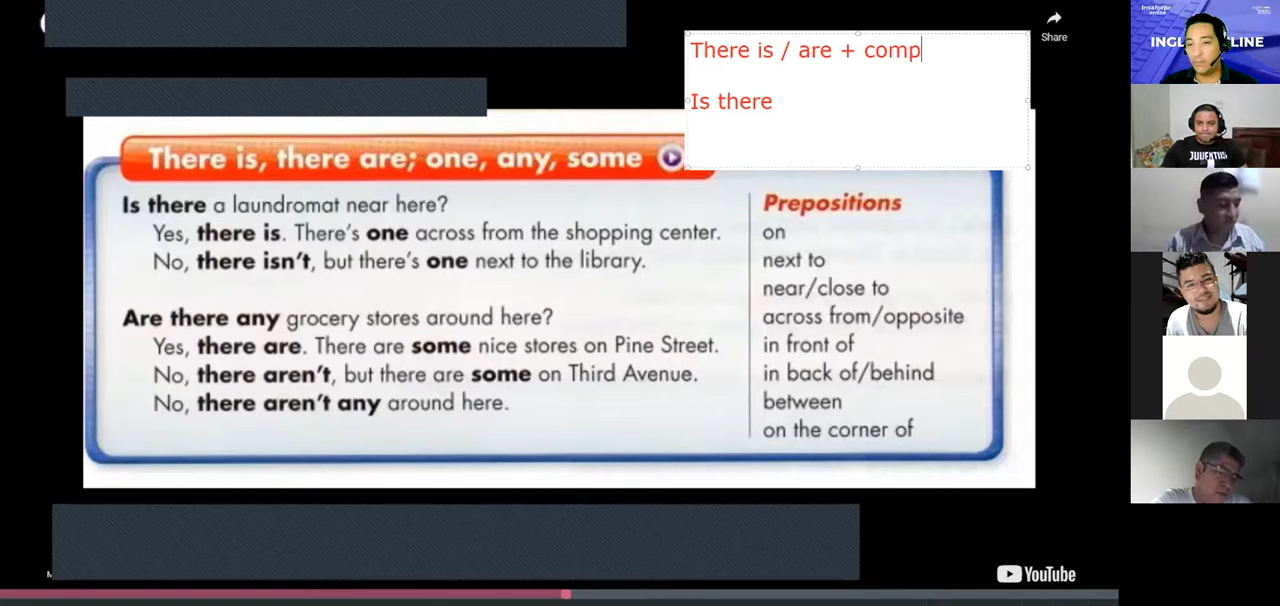 There is / are + comp
Is there
Share
There is, there are; one, any, some
Is there a laundromat near here?
Yes, there is. There's one across from the shopping center.
No, there isn't, but there's one next to the library.
Are there any grocery stores around here?
Yes, there are. There are some nice stores on Pine Street.
No, there aren't, but there are some on Third Avenue.
No, there aren't any around here.
Prepositions
on
next to
near/close to
across from/opposite
in front of
in back of/behind
between
on the corner of
YouTube
Insaforp
online
INGL LINE
JUVENTUS